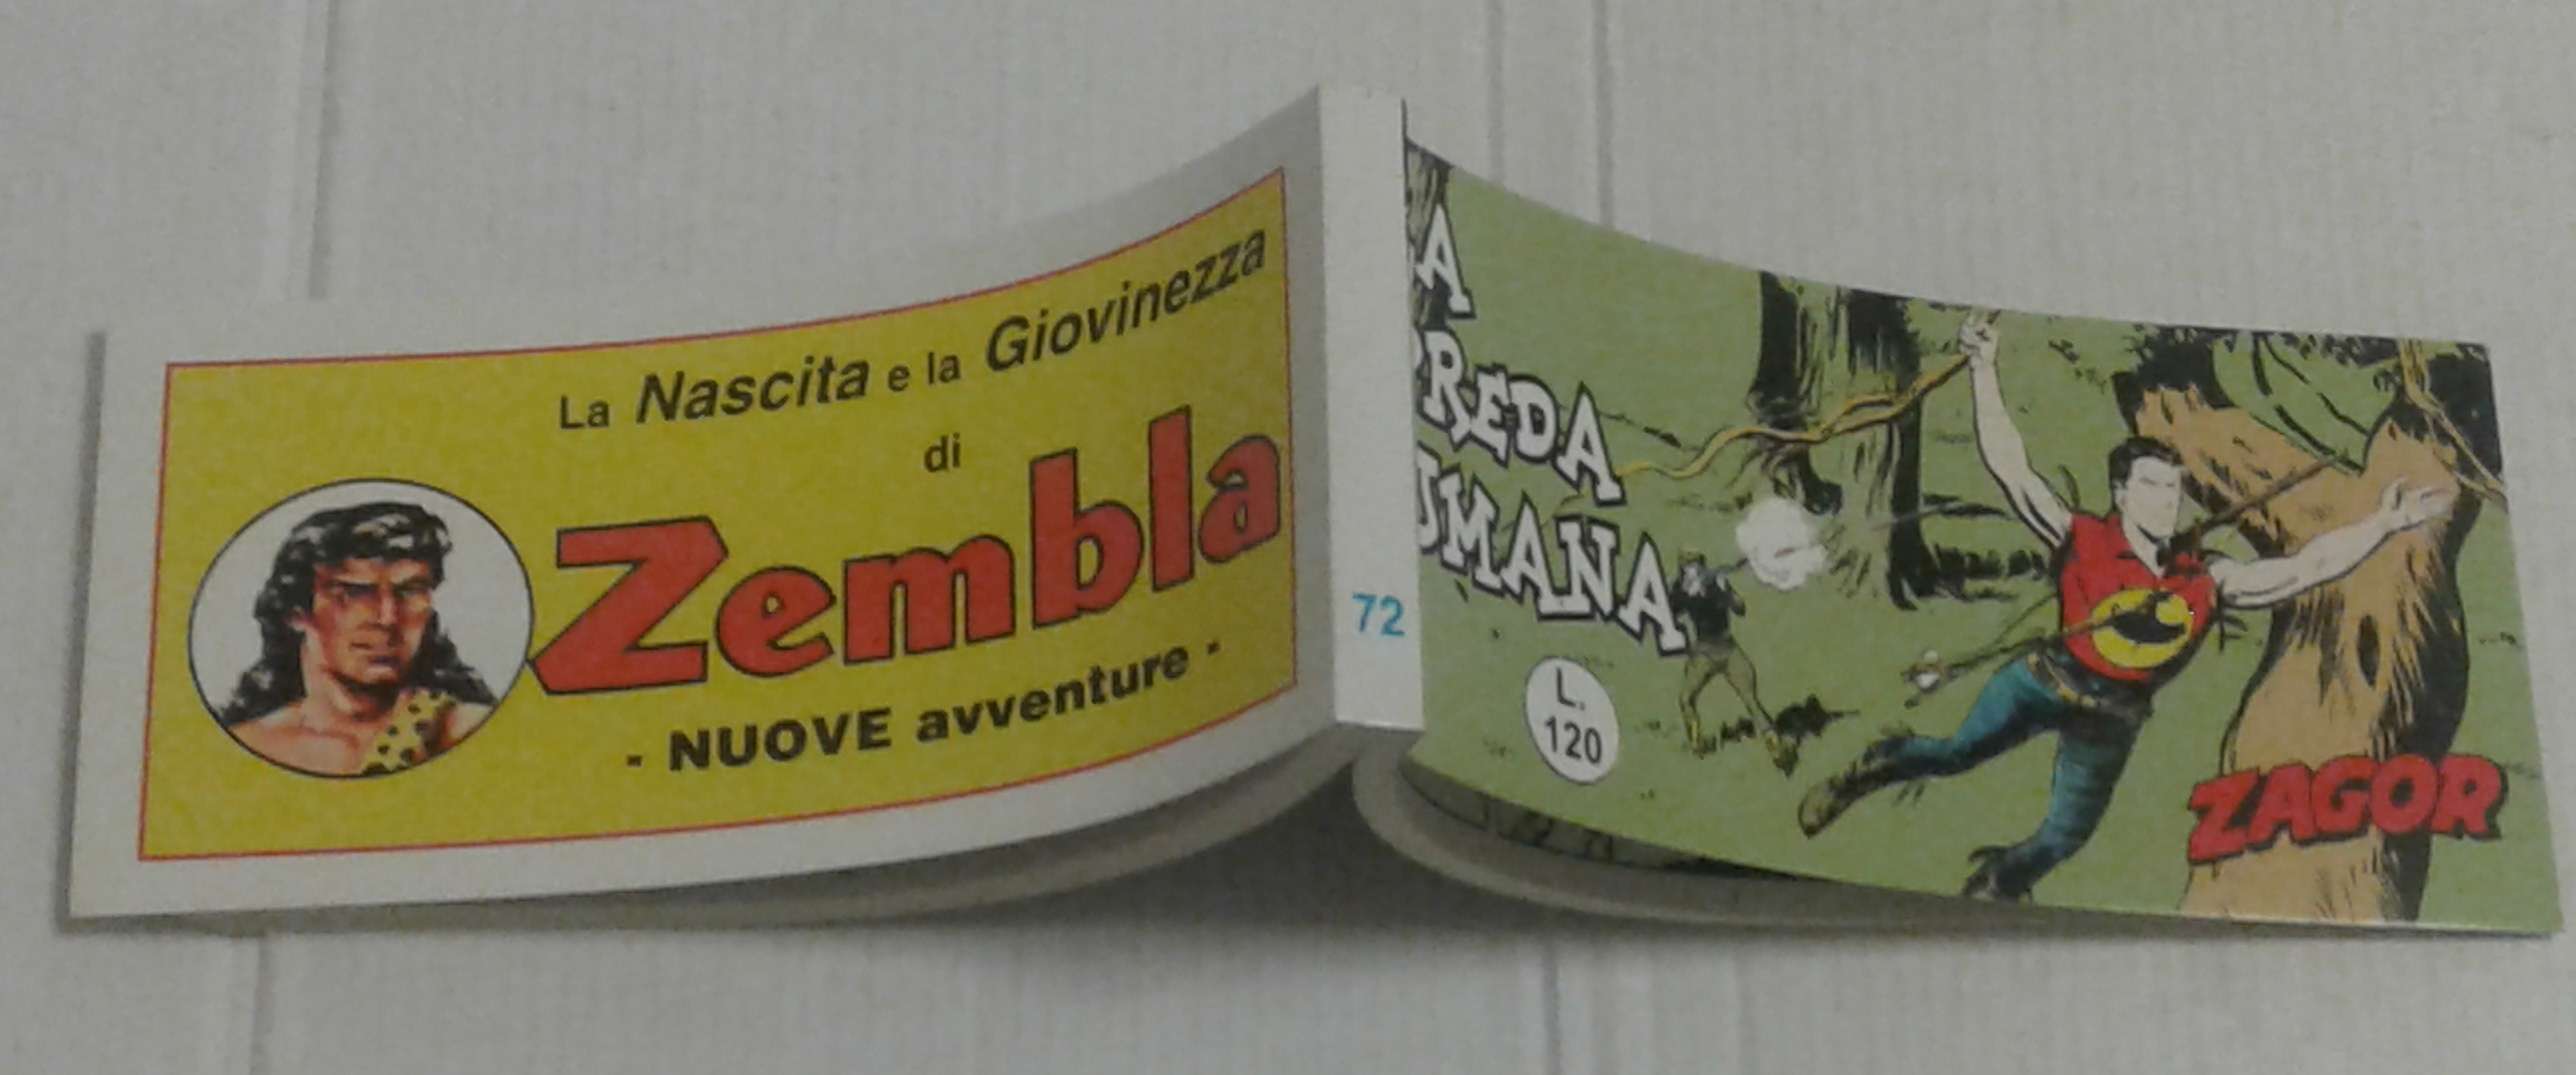 La Nascita e la Giovinezza
di
Zembla
- NUOVE avventure -
72
A
REDA
UMANA
L.
120
ZAGOR